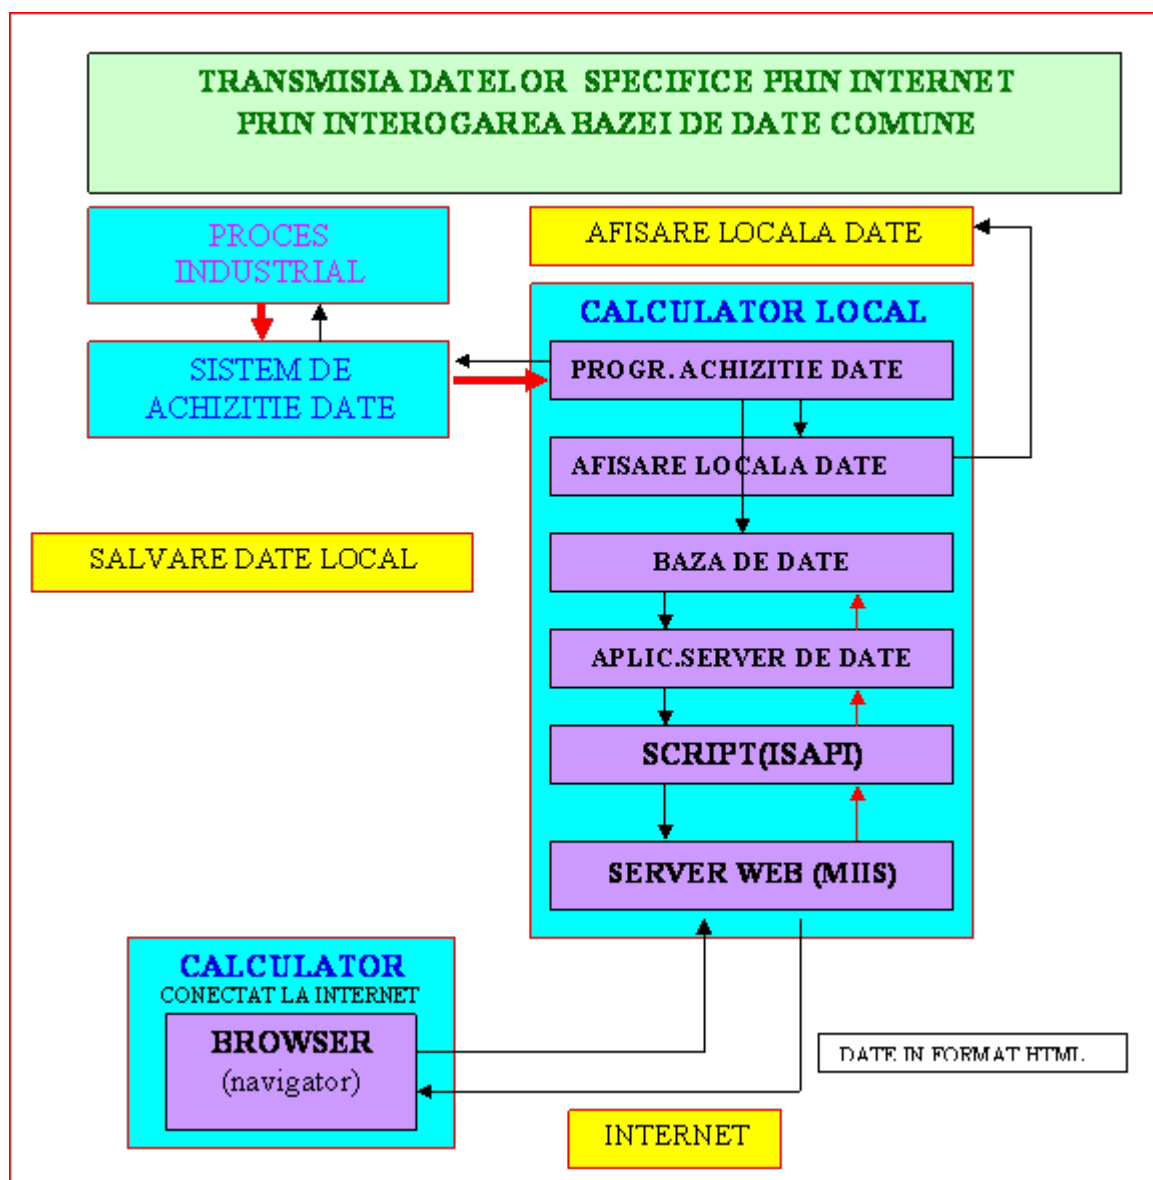 TRANSMISIA DATELOR SPECIFICE PRIN INTERNET
PRIN INTEROGAREA BAZEI DE DATE COMUNE
PROCES
INDUSTRIAL
AFISARE LOCALA DATE
CALCULATOR LOCAL
SISTEM DE
ACHIZITIE DATE
PROGR. ACHIZITIE DATE
AFISARE LOCALA DATE
SALVARE DATE LOCAL
BAZA DE DATE
APLIC.SERVER DE DATE
SCRIPT(ISAPI)
SERVER WEB (MIIS)
CALCULATOR
CONECTAT LA INTERNET
BROWSER
(navigator)
DATE IN FORMAT HTML
INTERNET